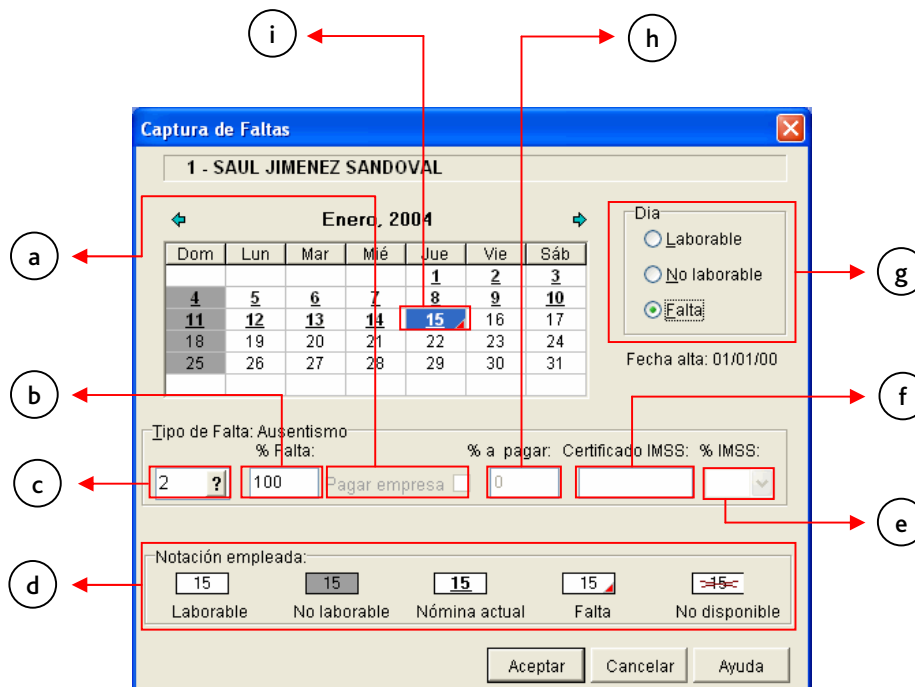 i
h
Captura de Faltas
1 - SAUL JIMENEZ SANDOVAL
a
Enero, 2004
Dom Lun Mar Mié Jue Vie Sáb
1 2 3
4 5 6 7 8 9 10
11 12 13 14 15 16 17
18 19 20 21 22 23 24
25 26 27 28 29 30 31
Dia
Laborable
No laborable
Falta
g
Fecha alta: 01/01/00
b
f
Tipo de Falta: Ausentismo
% Falta: % a pagar: Certificado IMSS: % IMSS:
c
2 ? 100 Pagar empresa 0
e
d
Notación empleada:
15 15 15 15 15
Laborable No laborable Nómina actual Falta No disponible
Aceptar Cancelar Ayuda